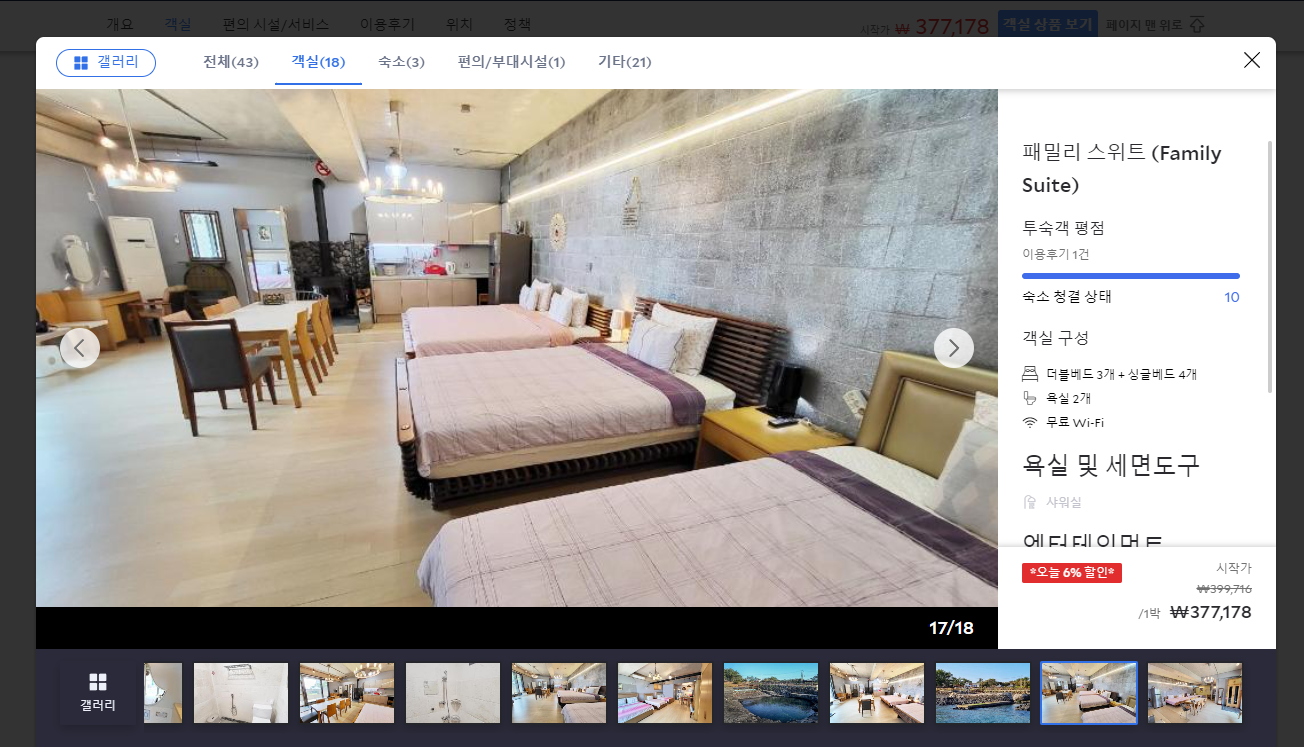 개요 객실 편의 시설/서비스 이용후기 위치 정책 시작가 ₩ 377,178 객실 상품 보기 페이지 맨 위로
갤러리 전체(43) 객실(18) 숙소(3) 편의/부대시설(1) 기타(21)
패밀리 스위트 (Family
Suite)
투숙객 평점
이용후기 1건
숙소 청결 상태 10
객실 구성
더블베드 3개 + 싱글베드 4개
욕실 2개
무료 Wi-Fi
욕실 및 세면도구
샤워실
엔터테인먼트
*오늘 6% 할인* 시작가
₩399,716
/1박 ₩377,178
17/18
갤러리